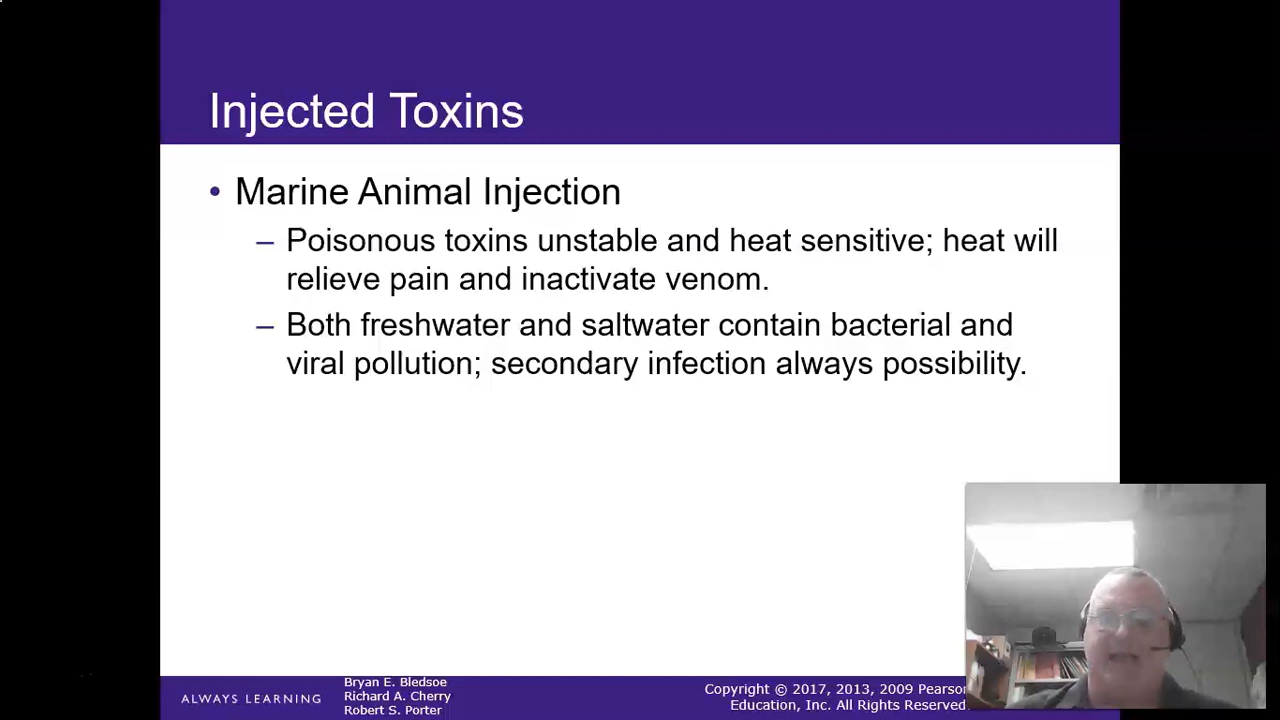 Injected Toxins
• Marine Animal Injection
– Poisonous toxins unstable and heat sensitive; heat will
relieve pain and inactivate venom.
– Both freshwater and saltwater contain bacterial and
viral pollution; secondary infection always possibility.
ALWAYS LEARNING
Bryan E. Bledsoe
Richard A. Cherry
Robert S. Porter
Copyright © 2017, 2013, 2009 Pearson
Education, Inc. All Rights Reserved.